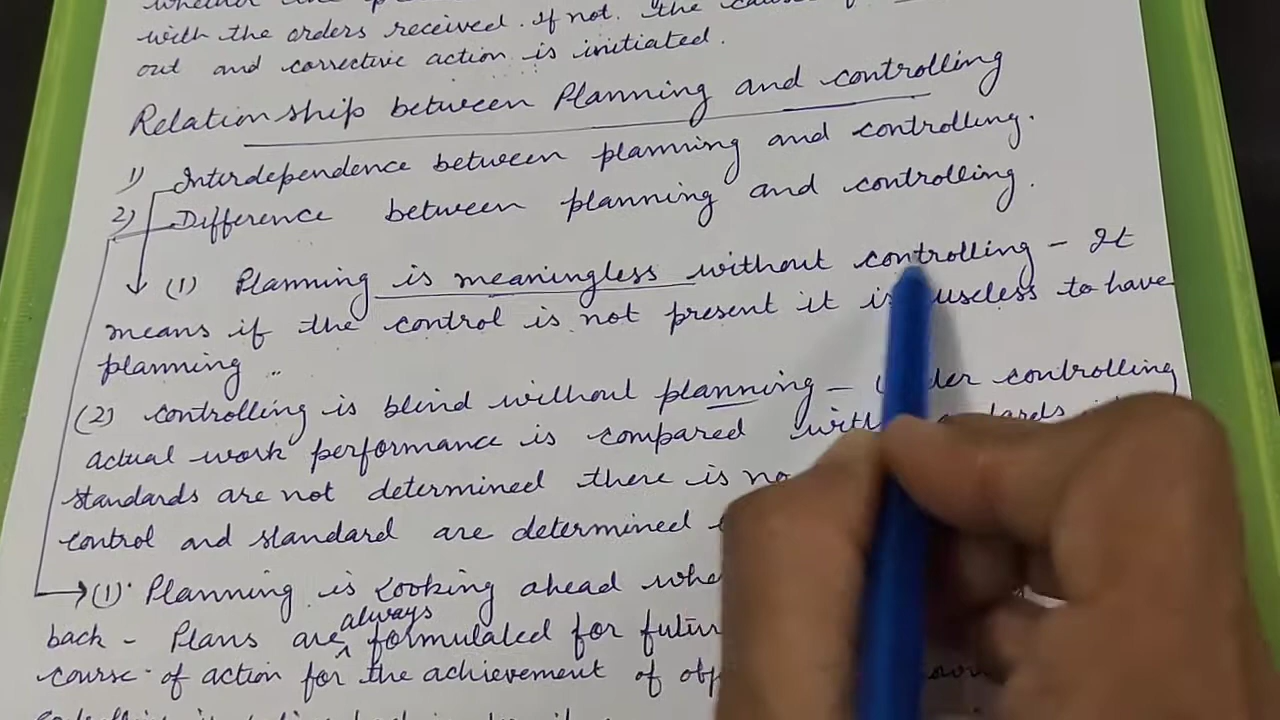 with the orders received. If not. the
out and corrective action is initiated.
Relationship between Planning and controlling
1) Interdependence between planning and controlling.
2) Difference between planning and controlling.
(1) Planning is meaningless without controlling - It
means if the control is not present it is useless to have
planning ..
(2) controlling is blind without planning - controlling
actual work performance is compared with
standards are not determined there is no
control and standard are determined
(1). Planning is looking ahead
back - Plans are always formulated for
course of action for the achievement of